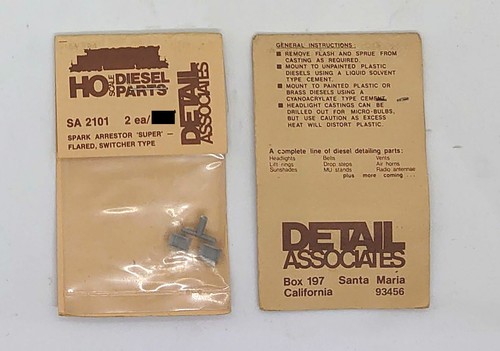 HO SCALE DIESEL PARTS
SA 2101 2 ea/
SPARK ARRESTOR 'SUPER' –
FLARED, SWITCHER TYPE
DETAIL
ASSOCIATES
GENERAL INSTRUCTIONS:
■ REMOVE FLASH AND SPRUE FROM
CASTING AS REQUIRED.
■ MOUNT TO UNPAINTED PLASTIC
DIESELS USING A LIQUID SOLVENT
TYPE CEMENT.
■ MOUNT TO PAINTED PLASTIC OR
BRASS DIESELS USING A
CYANOACRYLATE TYPE CEMENT.
■ HEADLIGHT CASTINGS CAN BE
DRILLED OUT FOR MICRO-BULBS,
BUT USE CAUTION AS EXCESS
HEAT WILL DISTORT PLASTIC.
A complete line of diesel detailing parts:
Headlights Bells Vents
Lift rings Drop steps Air horns
Sunshades MU stands Radio antennae
plus more coming....
DETAIL
ASSOCIATES
Box 197 Santa Maria
California 93456